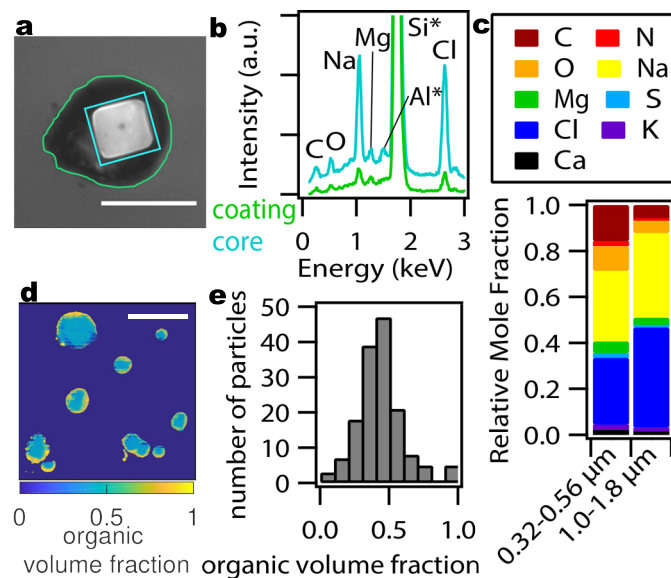 a
b
Intensity (a.u.)
Na
Mg
Si*
Cl
Al*
C
O
coating
core
0
1
2
3
Energy (keV)
c
C
N
O
Na
Mg
S
Cl
K
Ca
Relative Mole Fraction
1.0
0.8
0.6
0.4
0.2
0.0
0.32-0.56 µm
1.0-1.8 µm
d
0
0.5
1
organic
volume fraction
e
number of particles
50
40
30
20
10
0
0.0
0.5
1.0
organic volume fraction